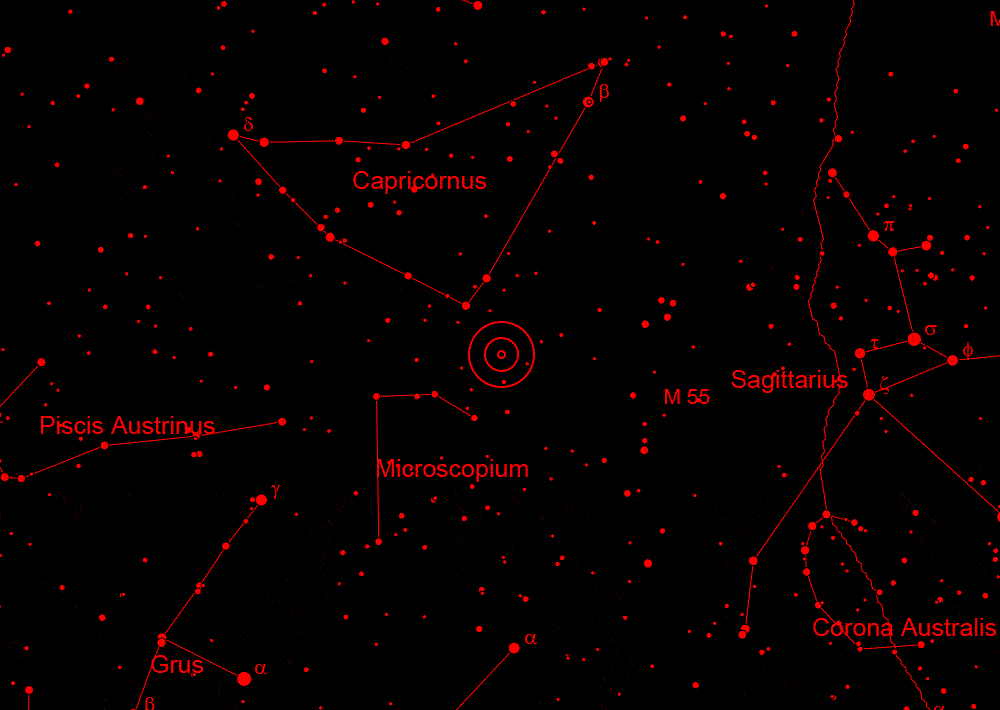 M
β
δ
Capricornus
π
σ
τ
ϕ
Sagittarius
ζ
M 55
Piscis Austrinus
Microscopium
γ
Corona Australis
α
Grus
α
β
α